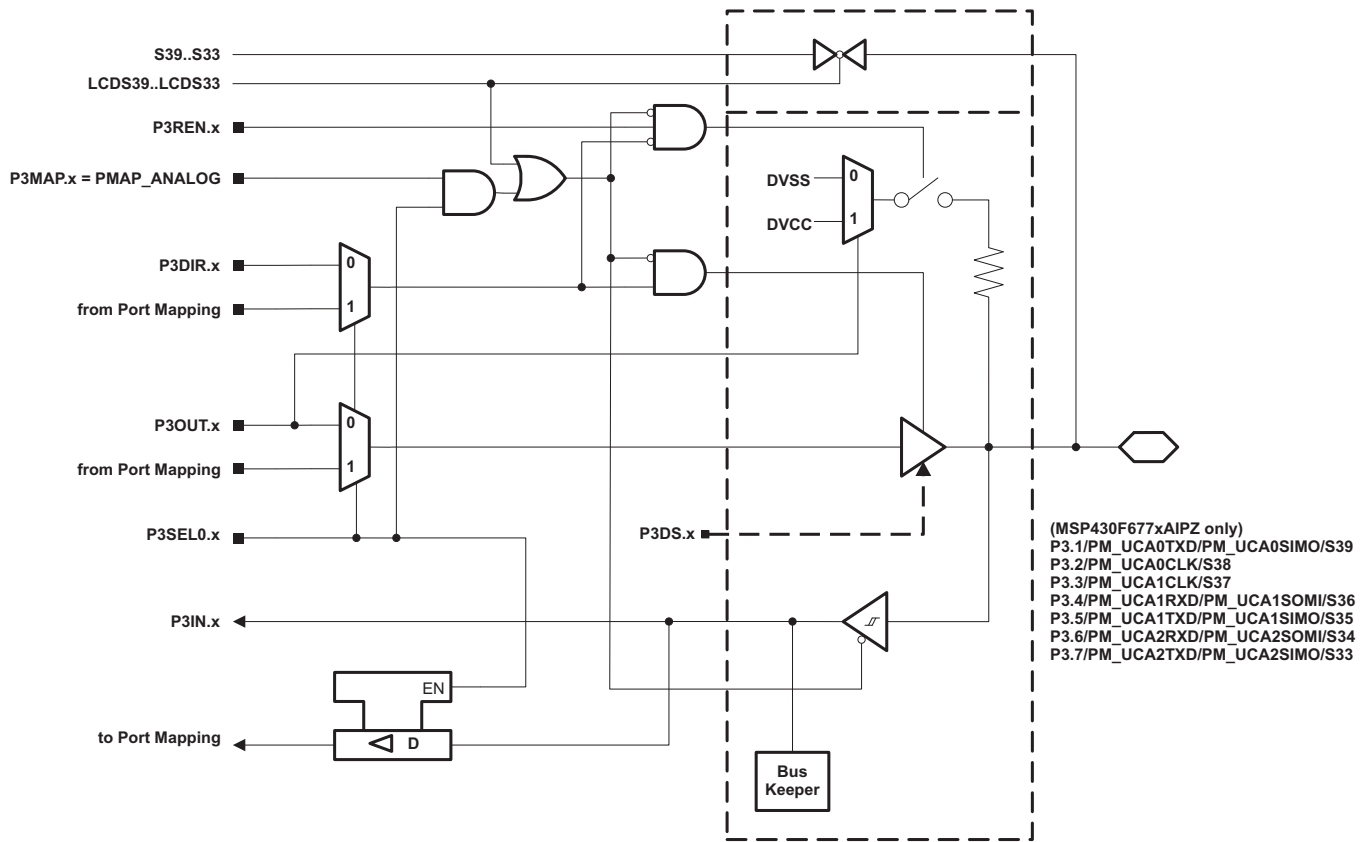 S39..S33
LCDS39..LCDS33
P3REN.x
P3MAP.x = PMAP_ANALOG
DVSS
0
DVCC
1
P3DIR.x
0
from Port Mapping
1
P3OUT.x
0
from Port Mapping
1
P3SEL0.x
P3DS.x
(MSP430F677xAIPZ only)
P3.1/PM_UCA0TXD/PM_UCA0SIMO/S39
P3.2/PM_UCA0CLK/S38
P3.3/PM_UCA1CLK/S37
P3.4/PM_UCA1RXD/PM_UCA1SOMI/S36
P3.5/PM_UCA1TXD/PM_UCA1SIMO/S35
P3.6/PM_UCA2RXD/PM_UCA2SOMI/S34
P3.7/PM_UCA2TXD/PM_UCA2SIMO/S33
P3IN.x
EN
to Port Mapping
D
Bus
Keeper